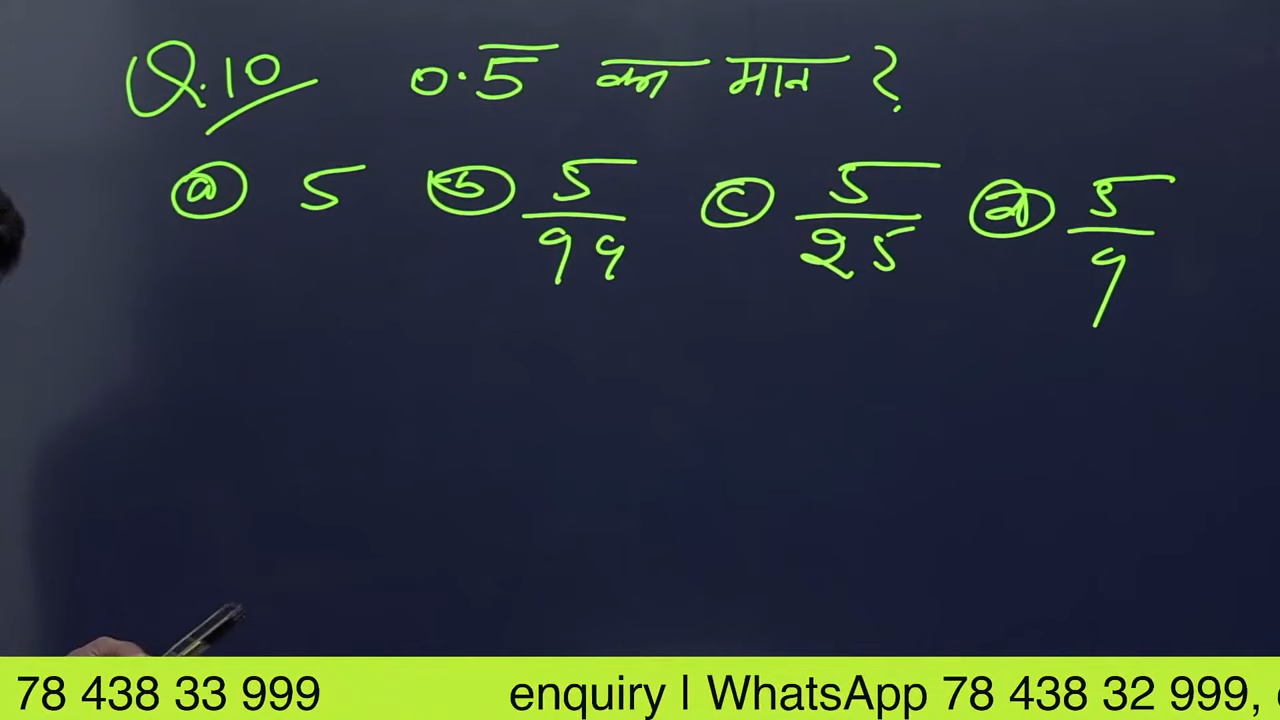 Q.10 0.5̅ का मान ?
(a) 5 (b) 5/99 (c) 5/25 (d) 5/9
78 438 33 999 enquiry | WhatsApp 78 438 32 999,